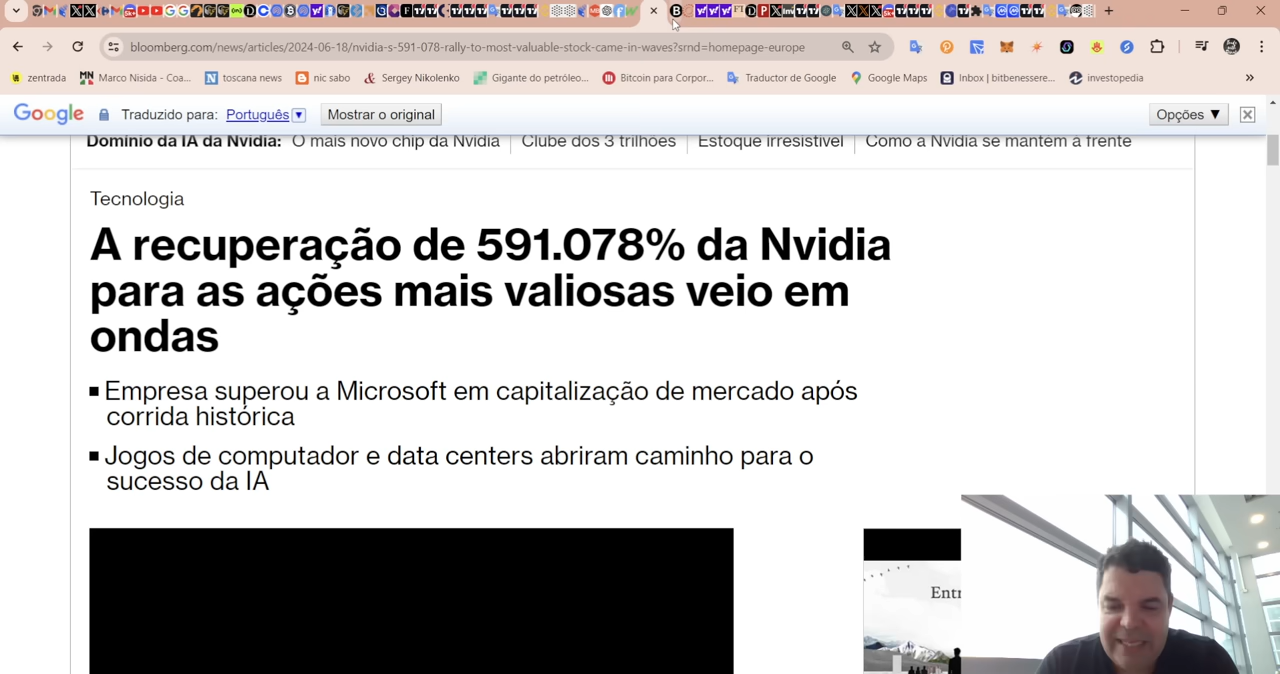 bloomberg.com/news/articles/2024-06-18/nvidia-s-591-078-rally-to-most-valuable-stock-came-in-waves?srnd=homepage-europe
zentrada
Marco Nisida - Coa...
toscana news
nic sabo
Sergey Nikolenko
Gigante do petróleo...
Bitcoin para Corpor...
Tradutor de Google
Google Maps
Inbox | bitbenessere...
investopedia
»
Google Traduzido para: Português Mostrar o original Opções ▼
Domínio da IA da Nvidia: O mais novo chip da Nvidia Clube dos 3 trilhões Estoque irresistível Como a Nvidia se mantém à frente
Tecnologia
A recuperação de 591.078% da Nvidia
para as ações mais valiosas veio em
ondas
Empresa superou a Microsoft em capitalização de mercado após
corrida histórica
Jogos de computador e data centers abriram caminho para o
sucesso da IA